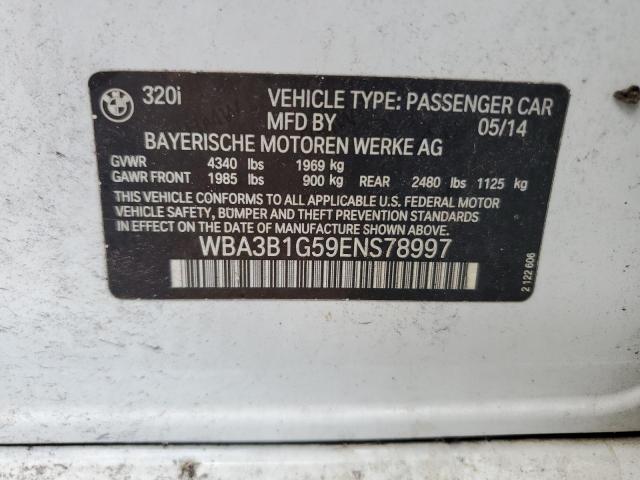 320i VEHICLE TYPE: PASSENGER CAR
MFD BY 05/14
BAYERISCHE MOTOREN WERKE AG
GVWR 4340 lbs 1969 kg
GAWR FRONT 1985 lbs 900 kg REAR 2480 lbs 1125 kg
THIS VEHICLE CONFORMS TO ALL APPLICABLE U.S. FEDERAL MOTOR
VEHICLE SAFETY, BUMPER AND THEFT PREVENTION STANDARDS
IN EFFECT ON THE DATE OF MANUFACTURE SHOWN ABOVE.
WBA3B1G59ENS78997
2 122 606